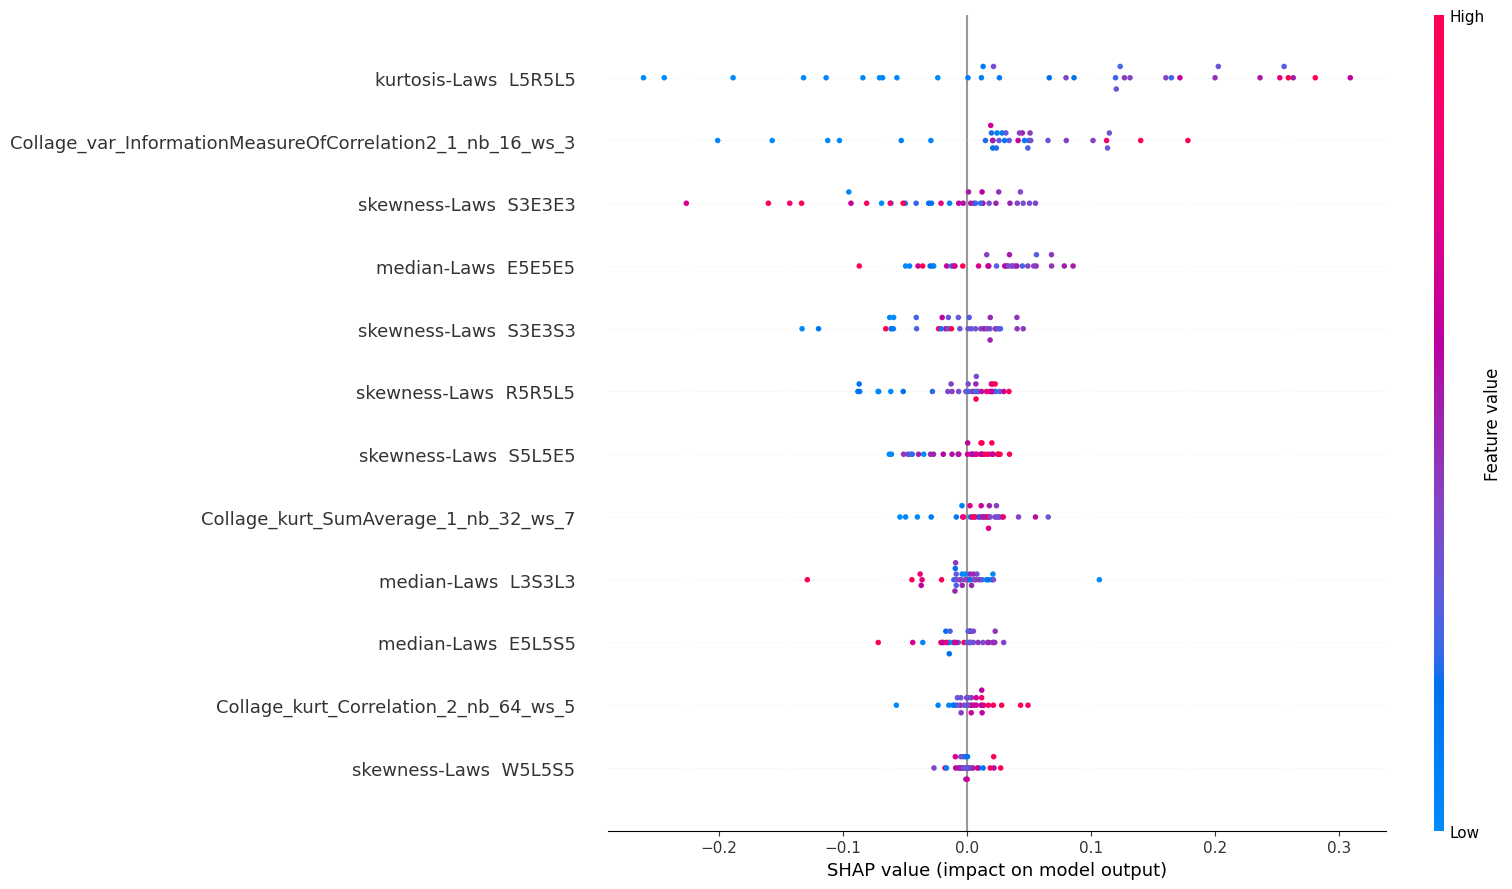 High
kurtosis-Laws  L5R5L5
Collage_var_InformationMeasureOfCorrelation2_1_nb_16_ws_3
skewness-Laws  S3E3E3
median-Laws  E5E5E5
skewness-Laws  S3E3S3
skewness-Laws  R5R5L5
skewness-Laws  S5L5E5
Collage_kurt_SumAverage_1_nb_32_ws_7
median-Laws  L3S3L3
median-Laws  E5L5S5
Collage_kurt_Correlation_2_nb_64_ws_5
skewness-Laws  W5L5S5
Feature value
Low
−0.2 −0.1 0.0 0.1 0.2 0.3
SHAP value (impact on model output)